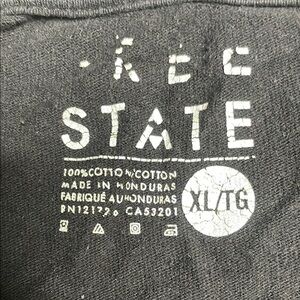 STATE
100% COTTON/COTTON
MADE IN HONDURAS
FABRIQUÉ AU HONDURAS
CA53201
XL/TG